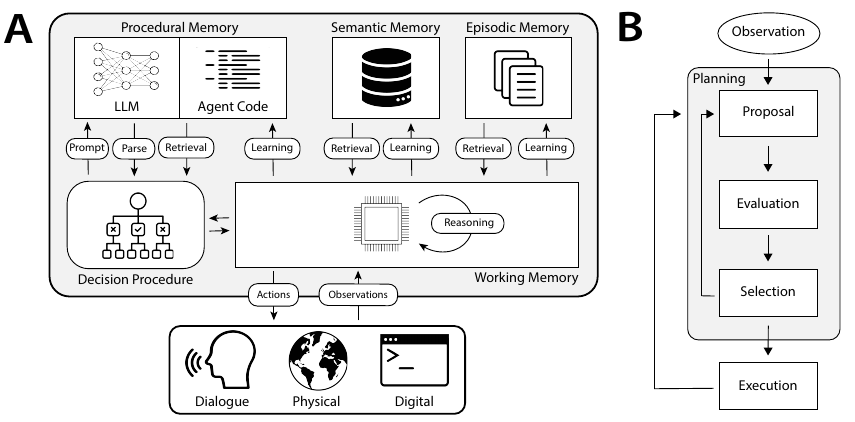 A
Procedural Memory
Semantic Memory
Episodic Memory
LLM
Agent Code
Prompt
Parse
Retrieval
Learning
Retrieval
Learning
Retrieval
Learning
Reasoning
Decision Procedure
Working Memory
Actions
Observations
>_
Dialogue
Physical
Digital
B
Observation
Planning
Proposal
Evaluation
Selection
Execution